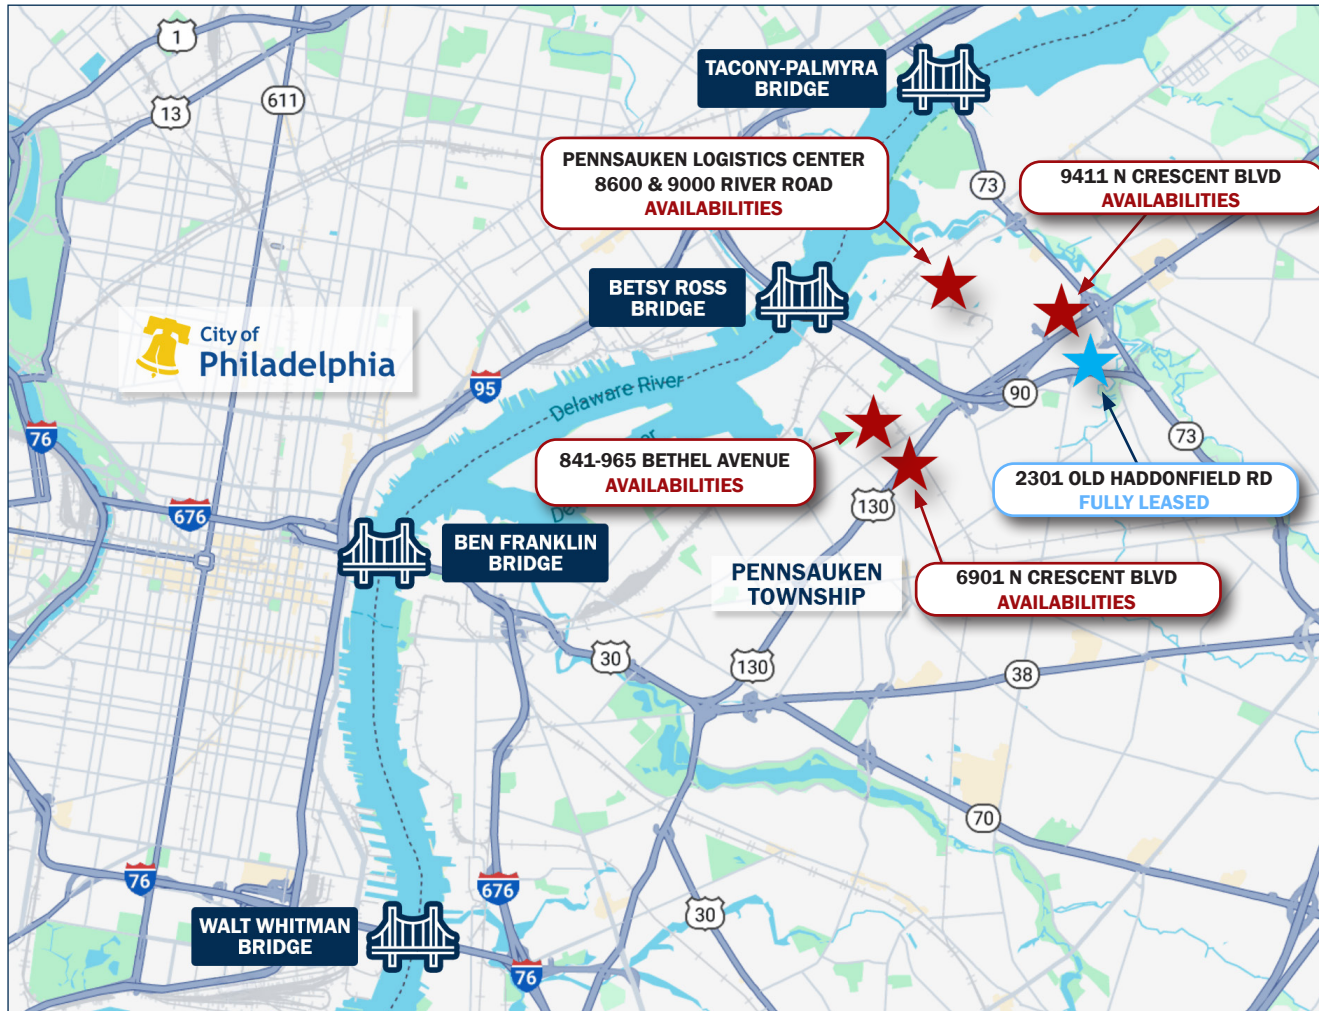 1
13
611
TACONY-PALMYRA
BRIDGE
PENNSAUKEN LOGISTICS CENTER
8600 & 9000 RIVER ROAD
AVAILABILITIES
73
9411 N CRESCENT BLVD
AVAILABILITIES
BETSY ROSS
BRIDGE
City of
Philadelphia
95
Delaware River
90
76
73
841-965 BETHEL AVENUE
AVAILABILITIES
2301 OLD HADDONFIELD RD
FULLY LEASED
676
130
BEN FRANKLIN
BRIDGE
PENNSAUKEN
TOWNSHIP
6901 N CRESCENT BLVD
AVAILABILITIES
30
130
38
70
76
676
30
WALT WHITMAN
BRIDGE
76